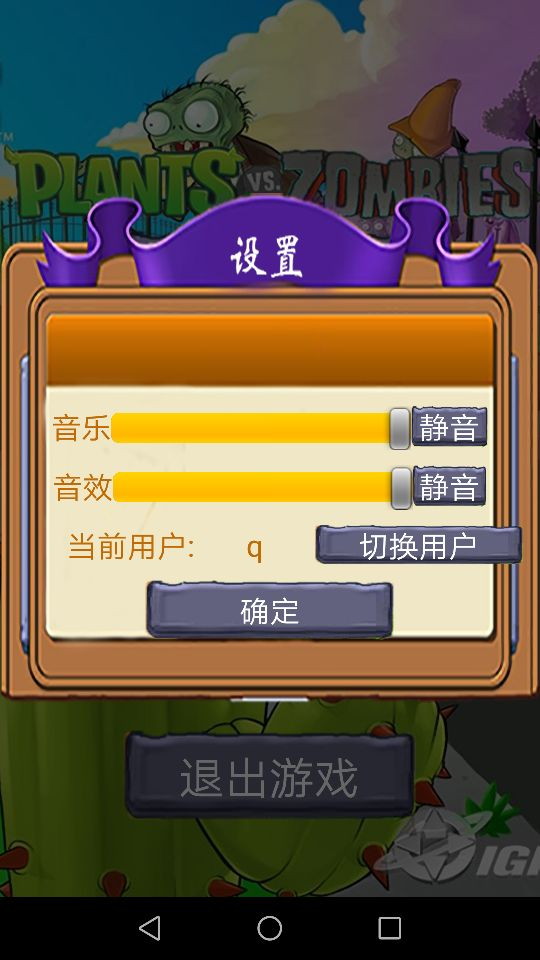 ™
PLANTS VS. ZOMBIES
设置
音乐 静音
音效 静音
当前用户: q 切换用户
确定
退出游戏
IGN